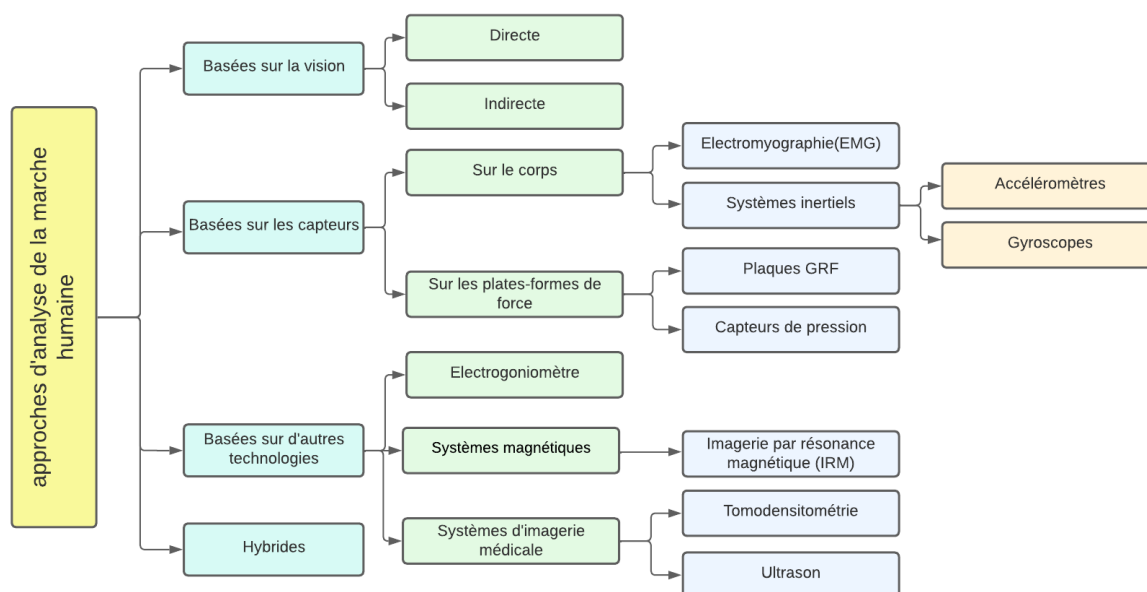 approches d'analyse de la marche
humaine
Basées sur la vision
Directe
Indirecte
Basées sur les capteurs
Sur le corps
Electromyographie(EMG)
Systèmes inertiels
Accéléromètres
Gyroscopes
Sur les plates-formes de
force
Plaques GRF
Capteurs de pression
Basées sur d'autres
technologies
Electrogoniomètre
Systèmes magnétiques
Imagerie par résonance
magnétique (IRM)
Systèmes d'imagerie
médicale
Tomodensitométrie
Ultrason
Hybrides